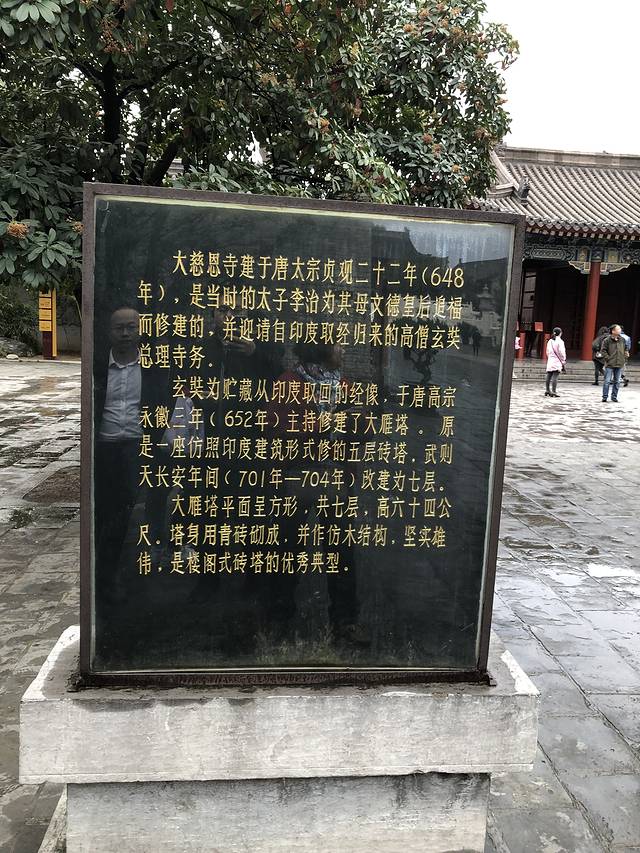 大慈恩寺建于唐太宗贞观二十二年（648
年），是当时的太子李治为其母文德皇后追福
而修建的，并迎请自印度取经归来的高僧玄奘
总理寺务。
玄奘为贮藏从印度取回的经像，于唐高宗
永徽三年（652年）主持修建了大雁塔。原
是一座仿照印度建筑形式修的五层砖塔，武则
天长安年间（701年—704年）改建为七层。
大雁塔平面呈方形，共七层，高六十四公
尺。塔身用青砖砌成，并作仿木结构，坚实雄
伟，是楼阁式砖塔的优秀典型。